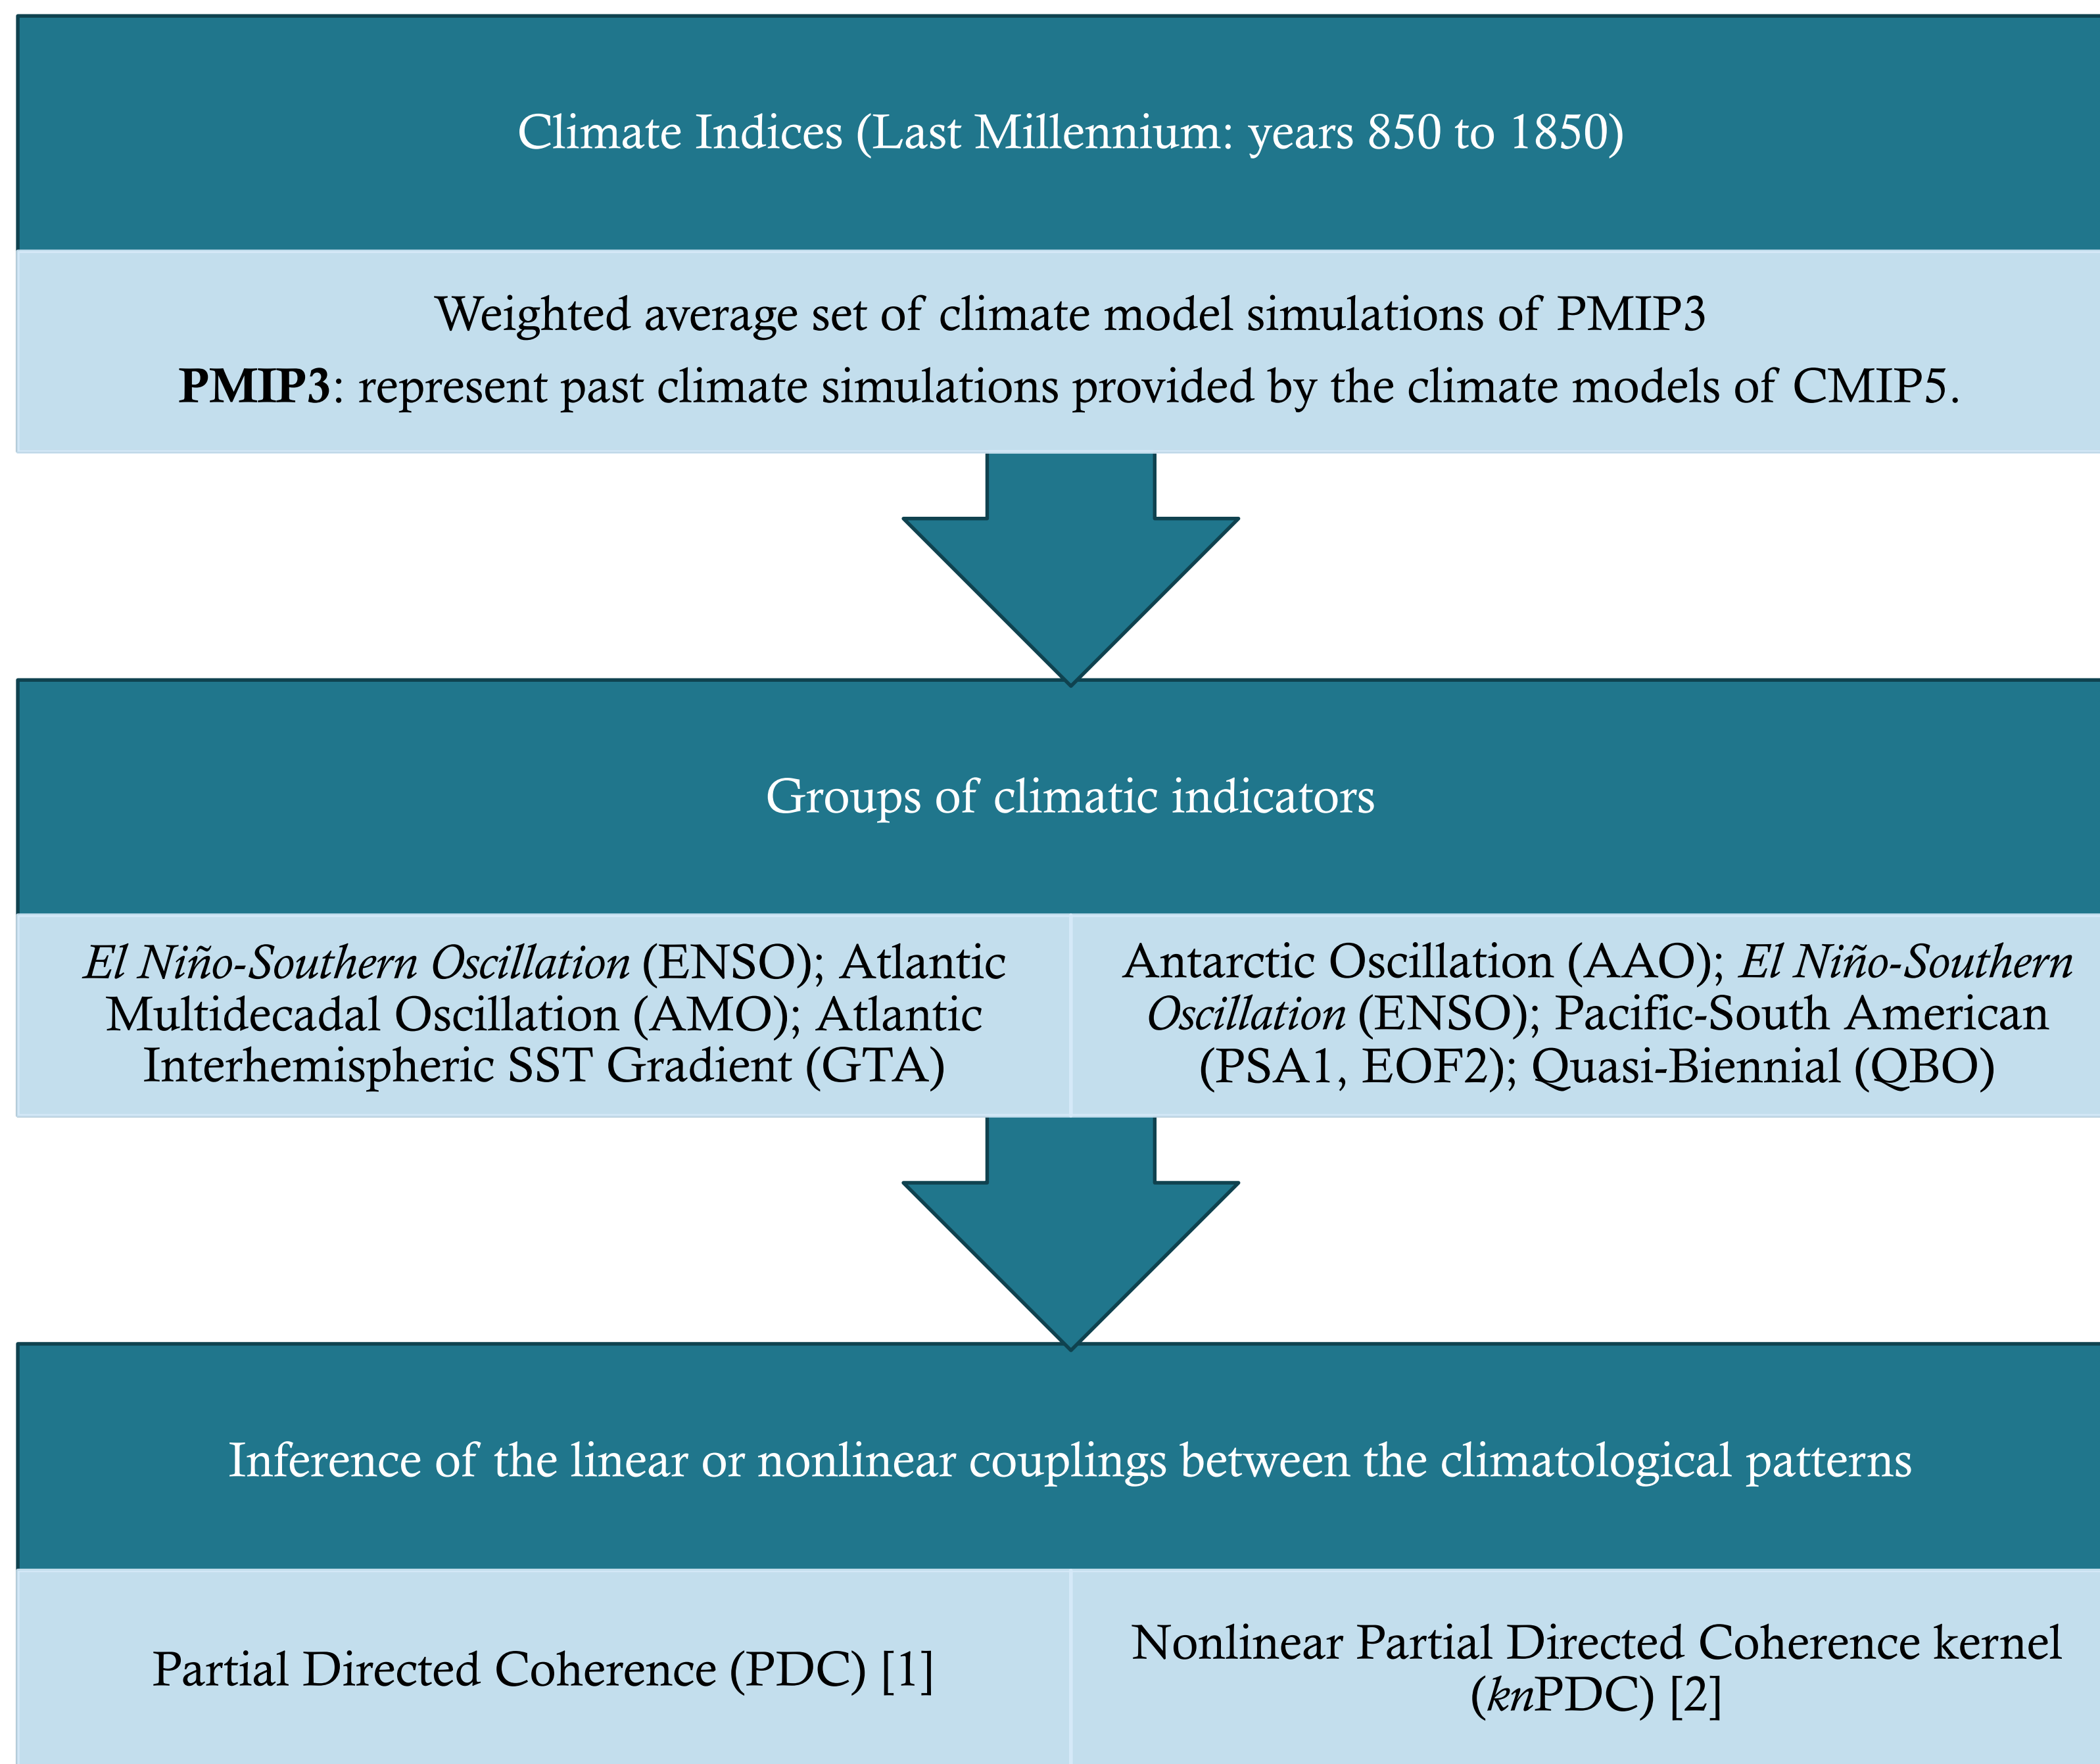 Climate Indices (Last Millennium: years 850 to 1850)
Weighted average set of climate model simulations of PMIP3
PMIP3: represent past climate simulations provided by the climate models of CMIP5.
Groups of climatic indicators
El Niño-Southern Oscillation (ENSO); Atlantic
Multidecadal Oscillation (AMO); Atlantic
Interhemispheric SST Gradient (GTA)
Antarctic Oscillation (AAO); El Niño-Southern
Oscillation (ENSO); Pacific-South American
(PSA1, EOF2); Quasi-Biennial (QBO)
Inference of the linear or nonlinear couplings between the climatological patterns
Partial Directed Coherence (PDC) [1]
Nonlinear Partial Directed Coherence kernel
(knPDC) [2]